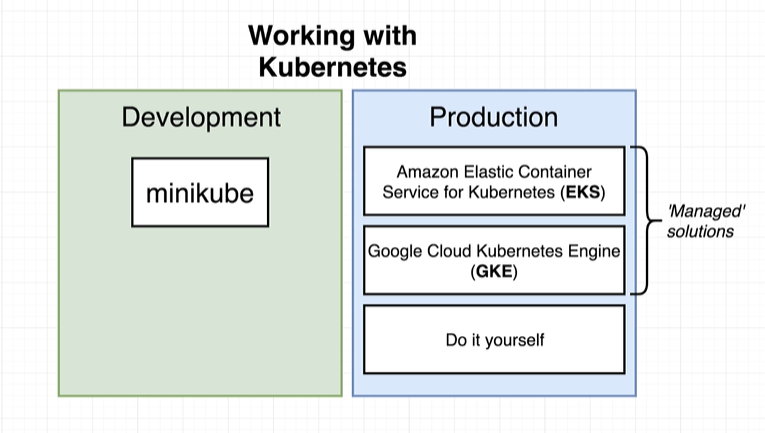 Working with
Kubernetes
Development
minikube
Production
Amazon Elastic Container
Service for Kubernetes (EKS)
Google Cloud Kubernetes Engine
(GKE)
Do it yourself
'Managed'
solutions